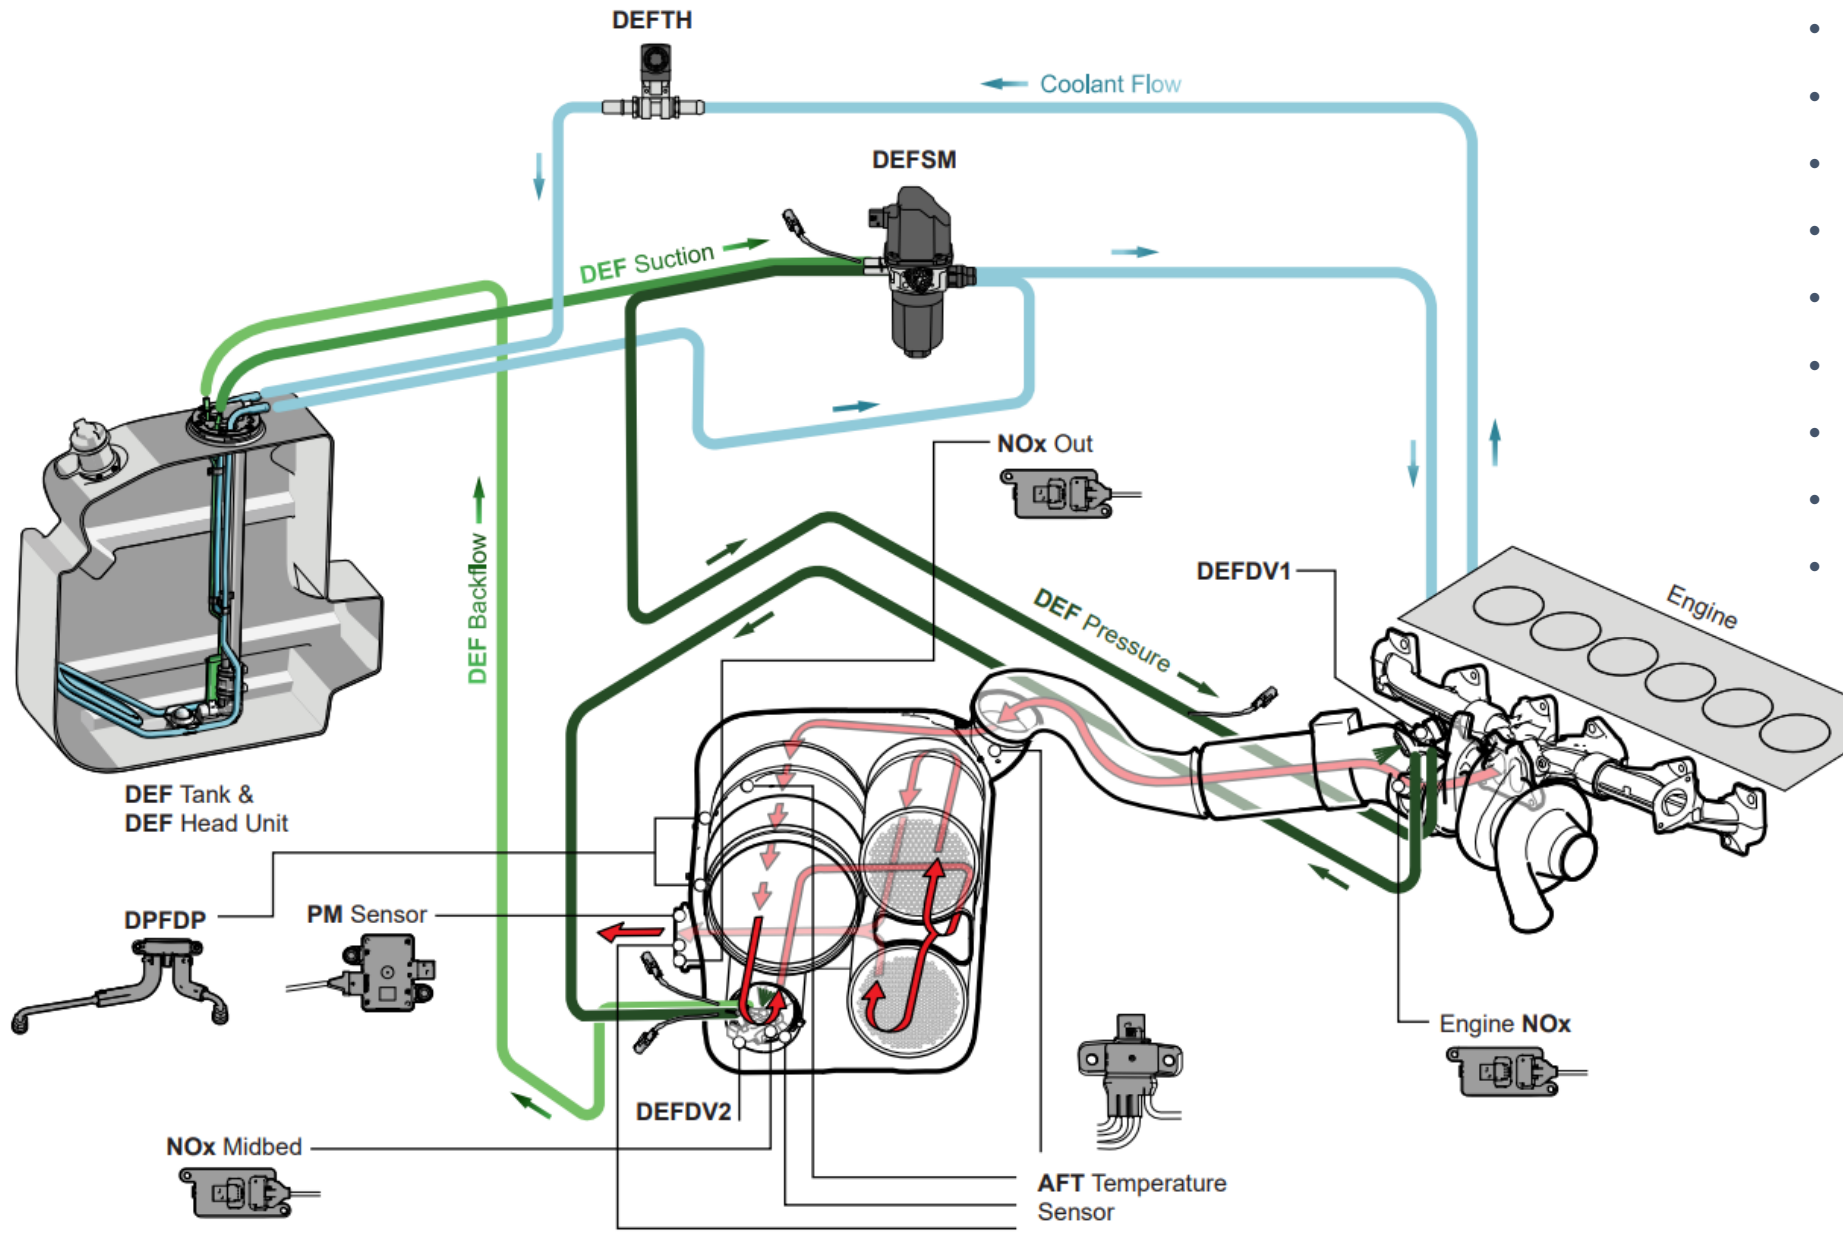 DEFTH
Coolant Flow
DEFSM
DEF Suction
NOx Out
DEF Backflow
DEFDV1
DEF Pressure
Engine
DEF Tank &
DEF Head Unit
DPFDP
PM Sensor
Engine NOx
DEFDV2
NOx Midbed
AFT Temperature
Sensor